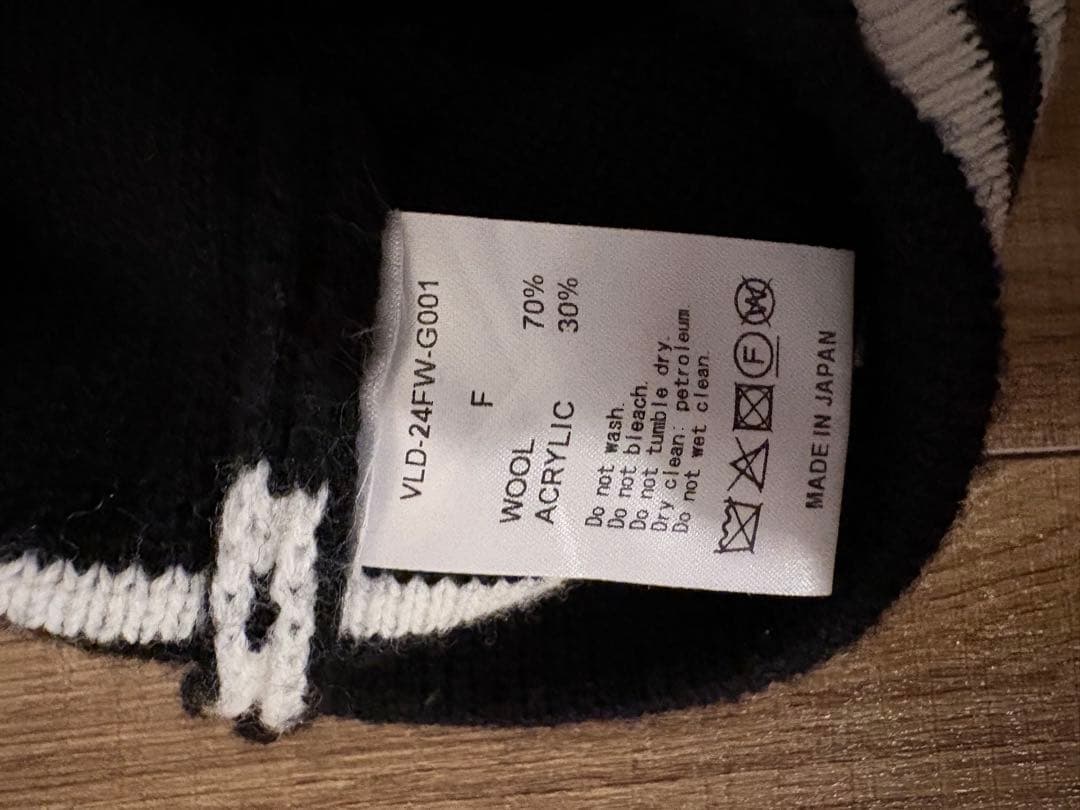 VLD-24FW-G001
F
WOOL 70%
ACRYLIC 30%
Do not wash.
Do not bleach.
Do not tumble dry.
Dry clean: petroleum.
Do not wet clean.
F W
MADE IN JAPAN